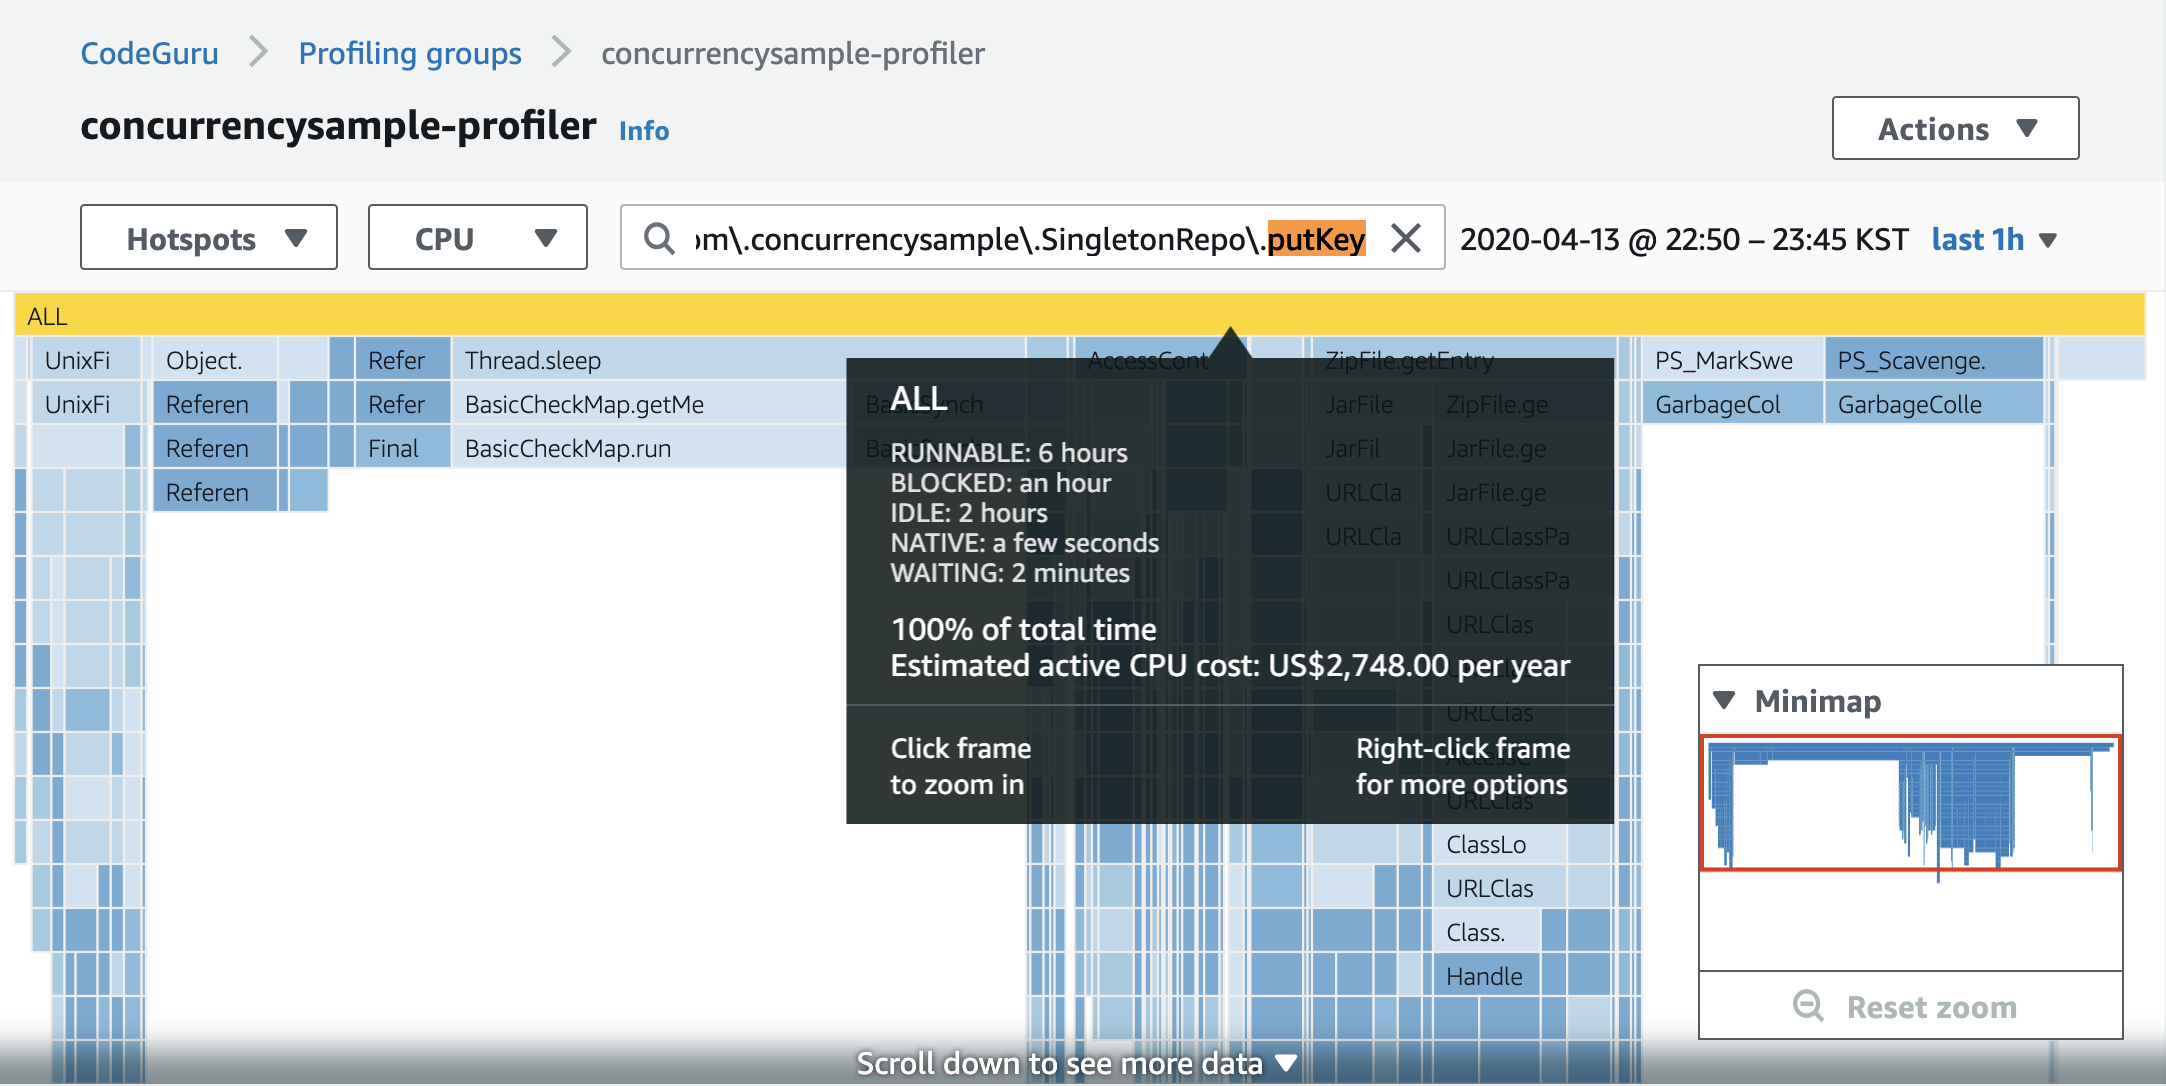 CodeGuru > Profiling groups > concurrencysample-profiler
concurrencysample-profiler Info
Actions
Hotspots
CPU
om\.concurrencysample\.SingletonRepo\.putKey
2020-04-13 @ 22:50 – 23:45 KST
last 1h
ALL
UnixFi Object. Refer Thread.sleep AccessCont ZipFile.getEntry PS_MarkSwe PS_Scavenge.
UnixFi Referen Refer BasicCheckMap.getMe JarFile ZipFile.ge GarbageCol GarbageColle
Referen Final BasicCheckMap.run JarFil JarFile.ge
Referen URLCla JarFile.ge
URLCla URLClassPa
URLClassPa
URLClas
URLClas
URLClas
ClassLo
URLClas
Class.
Handle
ALL
RUNNABLE: 6 hours
BLOCKED: an hour
IDLE: 2 hours
NATIVE: a few seconds
WAITING: 2 minutes
100% of total time
Estimated active CPU cost: US$2,748.00 per year
Click frame
to zoom in
Right-click frame
for more options
Minimap
Reset zoom
Scroll down to see more data